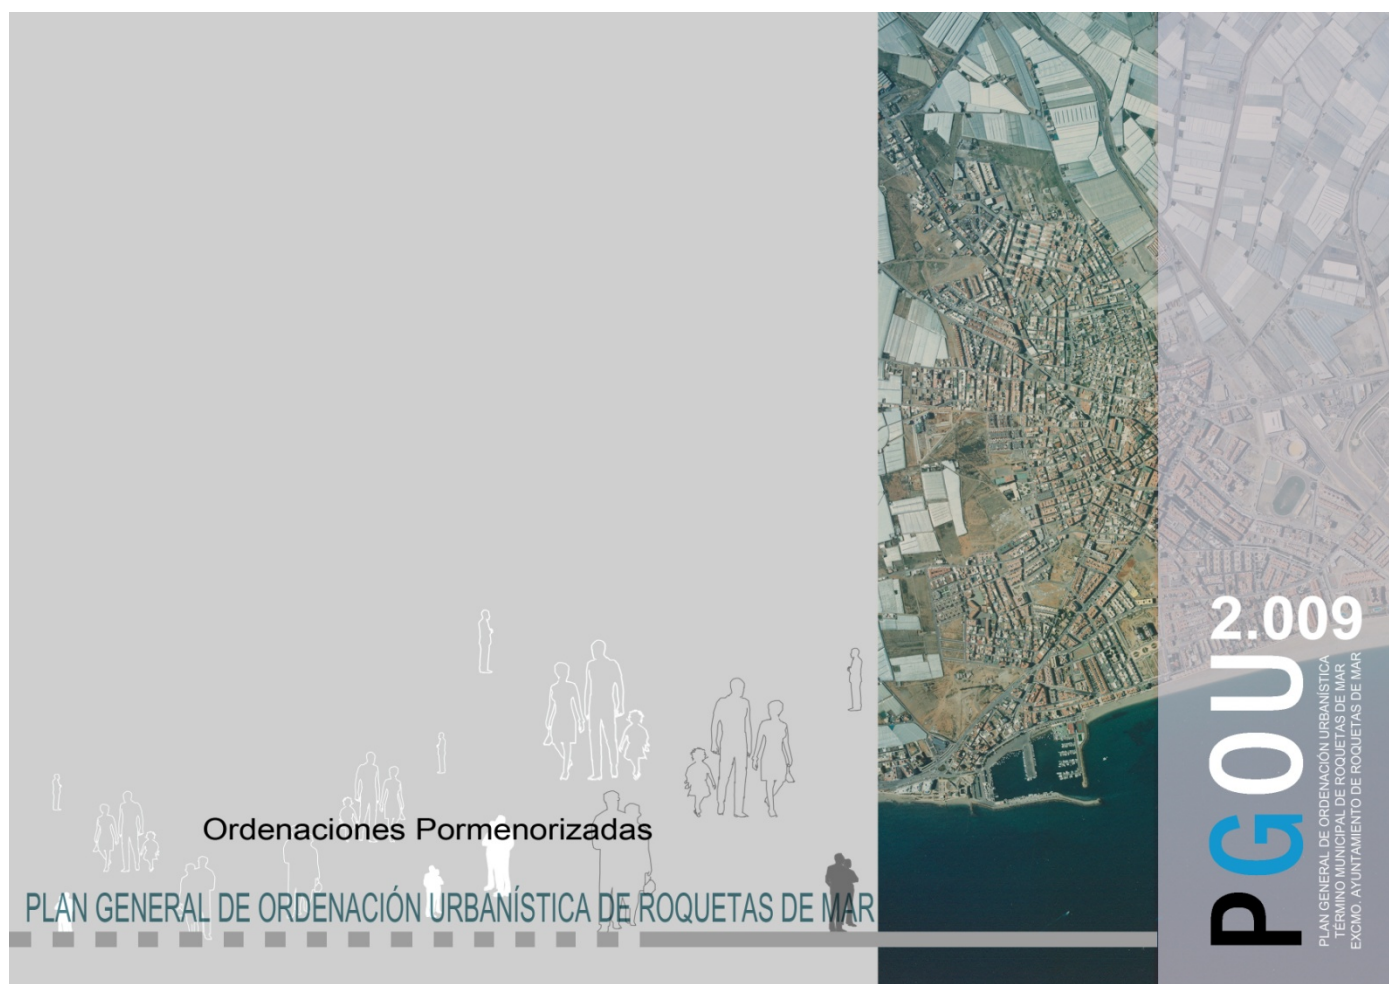 Ordenaciones Pormenorizadas
PLAN GENERAL DE ORDENACIÓN URBANÍSTICA DE ROQUETAS DE MAR
2.009
PGOU
PLAN GENERAL DE ORDENACIÓN URBANÍSTICA
TÉRMINO MUNICIPAL DE ROQUETAS DE MAR
EXCMO. AYUNTAMIENTO DE ROQUETAS DE MAR